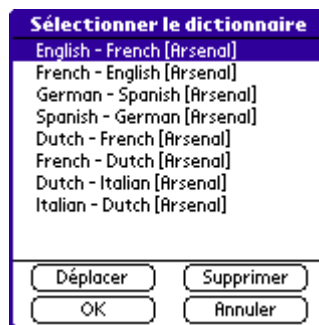 Sélectionner le dictionnaire
English - French [Arsenal]
French - English [Arsenal]
German - Spanish [Arsenal]
Spanish - German [Arsenal]
Dutch - French [Arsenal]
French - Dutch [Arsenal]
Dutch - Italian [Arsenal]
Italian - Dutch [Arsenal]
Déplacer Supprimer
OK Annuler